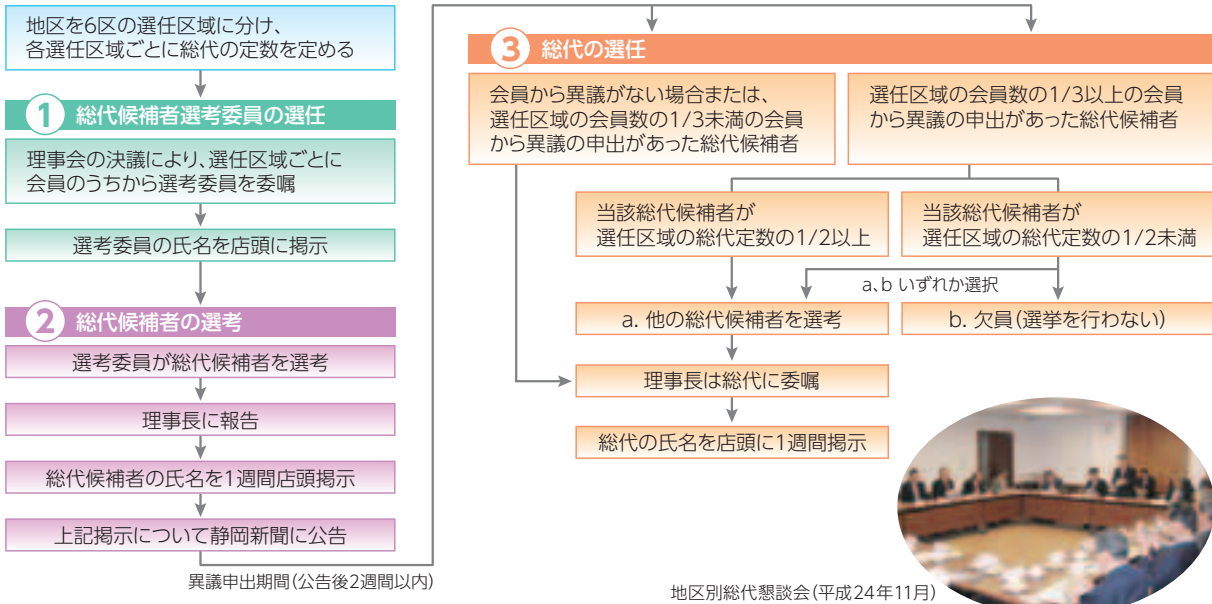 地区を6区の選任区域に分け、
各選任区域ごとに総代の定数を定める
1 総代候補者選考委員の選任
理事会の決議により、選任区域ごとに
会員のうちから選考委員を委嘱
選考委員の氏名を店頭に掲示
2 総代候補者の選考
選考委員が総代候補者を選考
理事長に報告
総代候補者の氏名を1週間店頭掲示
上記掲示について静岡新聞に公告
異議申出期間(公告後2週間以内)
3 総代の選任
会員から異議がない場合または、
選任区域の会員数の1/3未満の会員
から異議の申出があった総代候補者
選任区域の会員数の1/3以上の会員
から異議の申出があった総代候補者
当該総代候補者が
選任区域の総代定数の1/2以上
当該総代候補者が
選任区域の総代定数の1/2未満
a、b いずれか選択
a. 他の総代候補者を選考
b. 欠員(選挙を行わない)
理事長は総代に委嘱
総代の氏名を店頭に1週間掲示
地区別総代懇談会(平成24年11月)